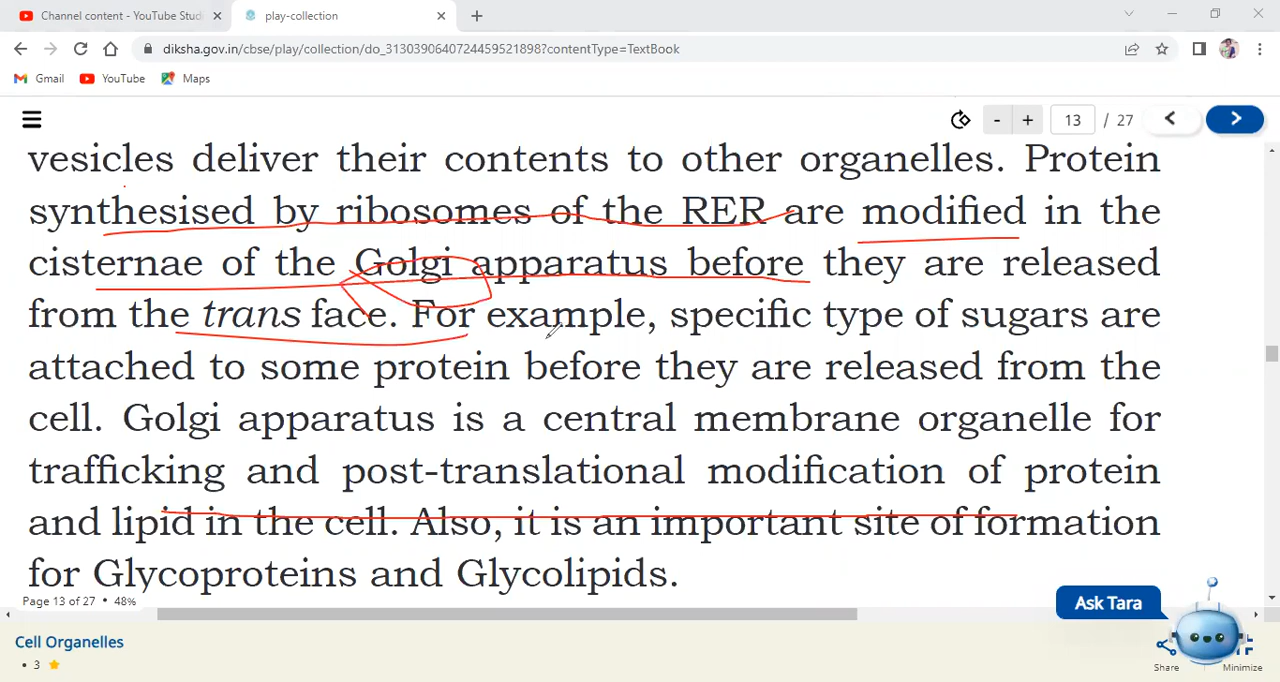 Channel content - YouTube Stud
play-collection
diksha.gov.in/cbse/play/collection/do_31303906407244595218​98?contentType=TextBook
Gmail YouTube Maps
- + 13 / 27
vesicles deliver their contents to other organelles. Protein
synthesised by ribosomes of the RER are modified in the
cisternae of the Golgi apparatus before they are released
from the trans face. For example, specific type of sugars are
attached to some protein before they are released from the
cell. Golgi apparatus is a central membrane organelle for
trafficking and post-translational modification of protein
and lipid in the cell. Also, it is an important site of formation
for Glycoproteins and Glycolipids.
Page 13 of 27 • 48%
Ask Tara
Cell Organelles
• 3
Share Minimize